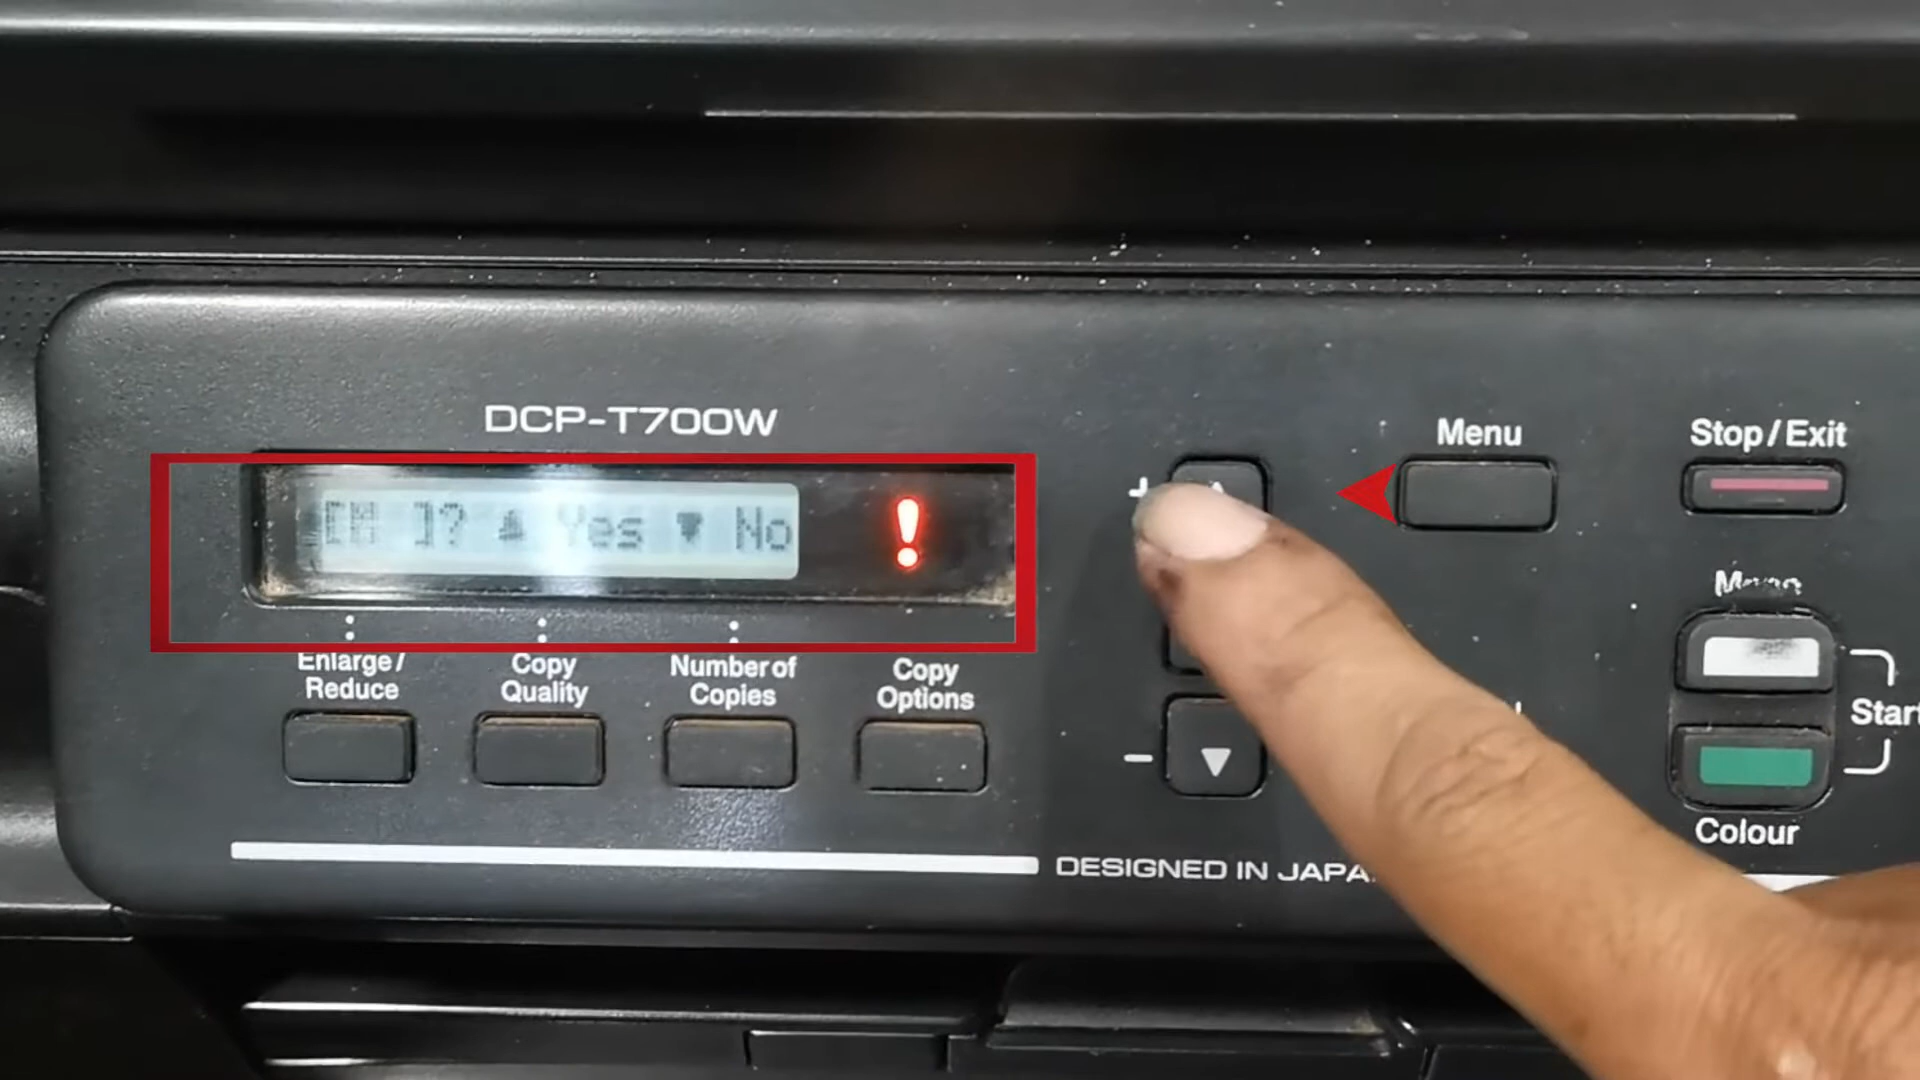 DCP-T700W
]? ▲ Yes ▼ No
!
Enlarge/
Reduce
Copy
Quality
Number of
Copies
Copy
Options
+
-
Menu
Stop/Exit
Start
Colour
DESIGNED IN JAPA